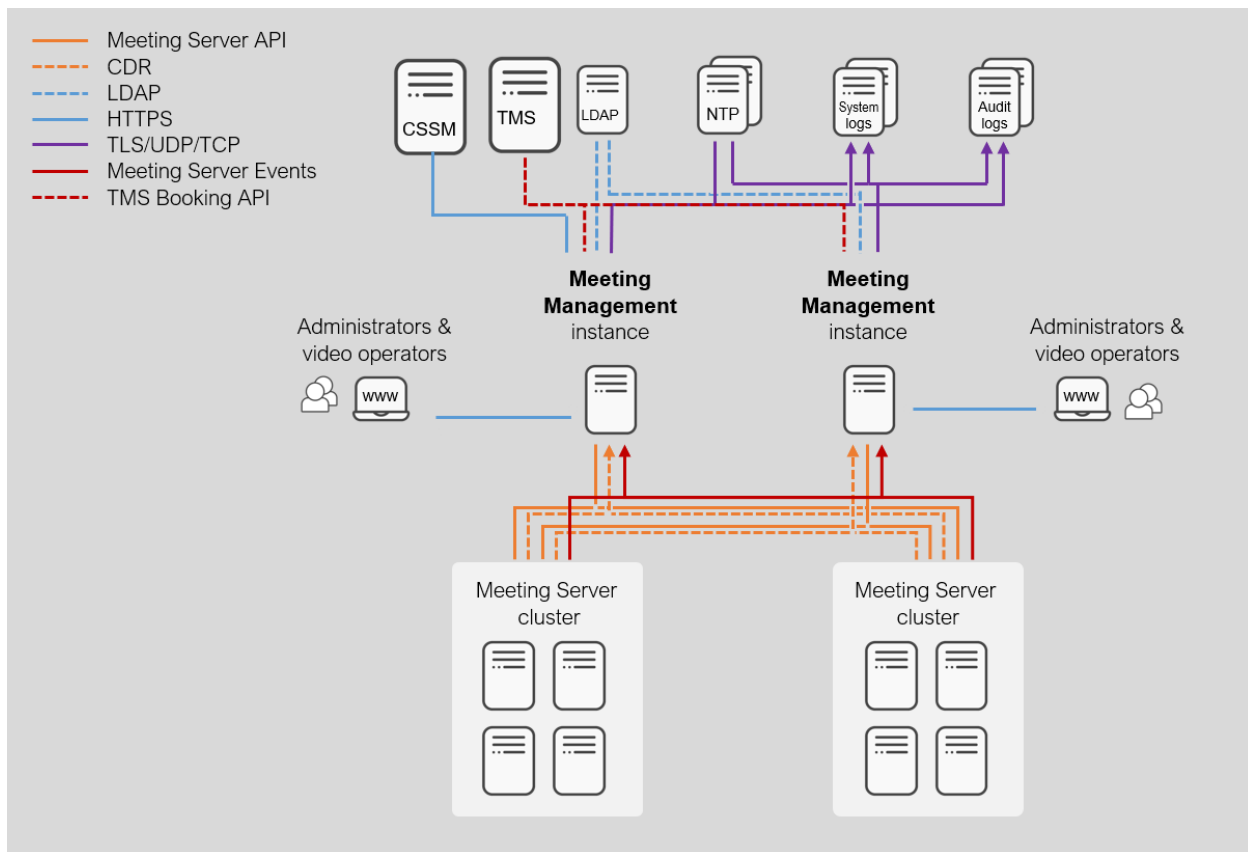 Meeting Server API
CDR
LDAP
HTTPS
TLS/UDP/TCP
Meeting Server Events
TMS Booking API
CSSM
TMS
LDAP
NTP
System
logs
Audit
logs
Meeting
Management
instance
Meeting
Management
instance
Administrators &
video operators
www
Administrators &
video operators
www
Meeting Server
cluster
Meeting Server
cluster